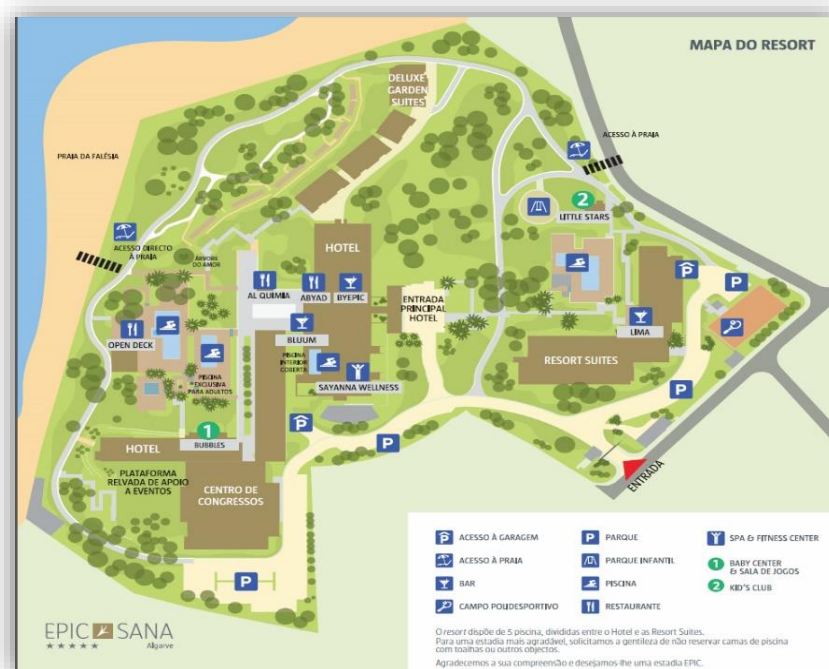 MAPA DO RESORT
DELUXE
GARDEN
SUITES
ACESSO À PRAIA
PRAIA DA FALÉSIA
2
LITTLE STARS
ACESSO DIRECTO
À PRAIA
ÁRVORE
DO AMOR
HOTEL
AL QUIMIA
ABYAD
BYEPIC
ENTRADA
PRINCIPAL
HOTEL
P
P
LIMA
OPEN DECK
BLUUM
PISCINA
EXCLUSIVA
PARA ADULTOS
PISCINA
INTERIOR
COBERTA
SAYANNA WELLNESS
RESORT SUITES
P
1
BUBBLES
P
P
HOTEL
PLATAFORMA
RELVADA DE APOIO
A EVENTOS
CENTRO DE
CONGRESSOS
ENTRADA
P
P ACESSO À GARAGEM
ACESSO À PRAIA
BAR
CAMPO POLIDESPORTIVO
P PARQUE
PARQUE INFANTIL
PISCINA
RESTAURANTE
SPA & FITNESS CENTER
1 BABY CENTER
& SALA DE JOGOS
2 KID'S CLUB
EPIC SANA
Algarve
O resort dispõe de 5 piscina, divididas entre o Hotel e as Resort Suites.
Para uma estadia mais agradável, solicitamos a gentileza de não reservar camas de piscina
com toalhas ou outros objectos.
Agradecemos a sua compreensão e desejamos-lhe uma estadia EPIC.